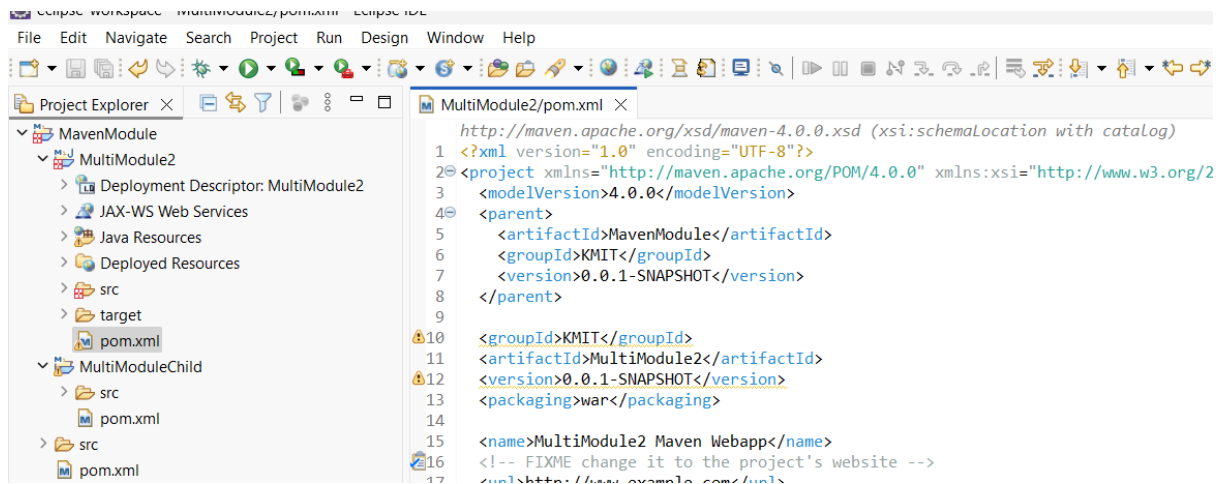 eclipse-workspace - MultiModule2/pom.xml - Eclipse IDE
File Edit Navigate Search Project Run Design Window Help
Project Explorer
MultiModule2/pom.xml
MavenModule
MultiModule2
Deployment Descriptor: MultiModule2
JAX-WS Web Services
Java Resources
Deployed Resources
src
target
pom.xml
MultiModuleChild
src
pom.xml
src
pom.xml
http://maven.apache.org/xsd/maven-4.0.0.xsd (xsi:schemaLocation with catalog)
1 <?xml version="1.0" encoding="UTF-8"?>
2 <project xmlns="http://maven.apache.org/POM/4.0.0" xmlns:xsi="http://www.w3.org/2
3 <modelVersion>4.0.0</modelVersion>
4 <parent>
5 <artifactId>MavenModule</artifactId>
6 <groupId>KMIT</groupId>
7 <version>0.0.1-SNAPSHOT</version>
8 </parent>
9
10 <groupId>KMIT</groupId>
11 <artifactId>MultiModule2</artifactId>
12 <version>0.0.1-SNAPSHOT</version>
13 <packaging>war</packaging>
14
15 <name>MultiModule2 Maven Webapp</name>
16 <!-- FIXME change it to the project's website -->
17 <url>http://www.example.com</url>